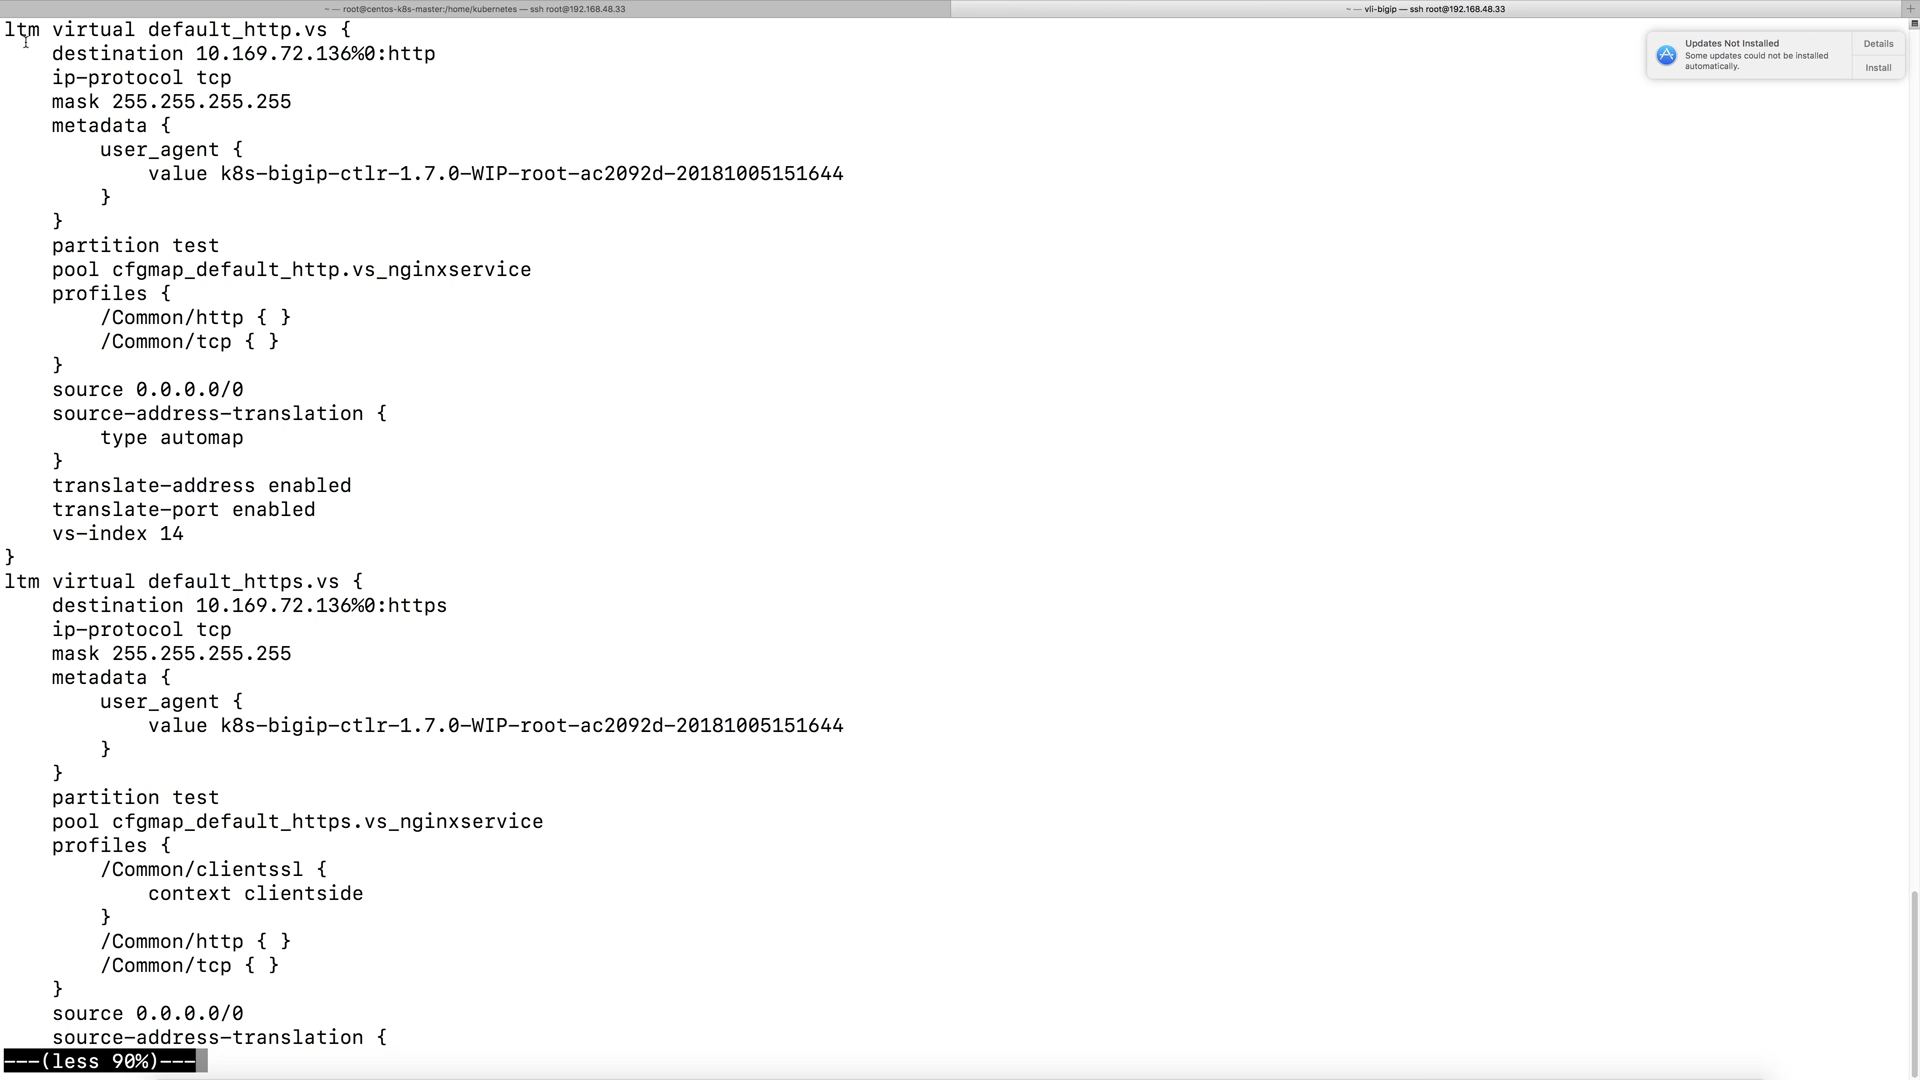 ~ — root@centos-k8s-master:/home/kubernetes — ssh root@192.168.48.33
~ — vli-bigip — ssh root@192.168.48.33
+
ltm virtual default_http.vs {
    destination 10.169.72.136%0:http
    ip-protocol tcp
    mask 255.255.255.255
    metadata {
        user_agent {
            value k8s-bigip-ctlr-1.7.0-WIP-root-ac2092d-20181005151644
        }
    }
    partition test
    pool cfgmap_default_http.vs_nginxservice
    profiles {
        /Common/http { }
        /Common/tcp { }
    }
    source 0.0.0.0/0
    source-address-translation {
        type automap
    }
    translate-address enabled
    translate-port enabled
    vs-index 14
}
ltm virtual default_https.vs {
    destination 10.169.72.136%0:https
    ip-protocol tcp
    mask 255.255.255.255
    metadata {
        user_agent {
            value k8s-bigip-ctlr-1.7.0-WIP-root-ac2092d-20181005151644
        }
    }
    partition test
    pool cfgmap_default_https.vs_nginxservice
    profiles {
        /Common/clientssl {
            context clientside
        }
        /Common/http { }
        /Common/tcp { }
    }
    source 0.0.0.0/0
    source-address-translation {
---(less 90%)---
Updates Not Installed
Some updates could not be installed
automatically.
Details
Install